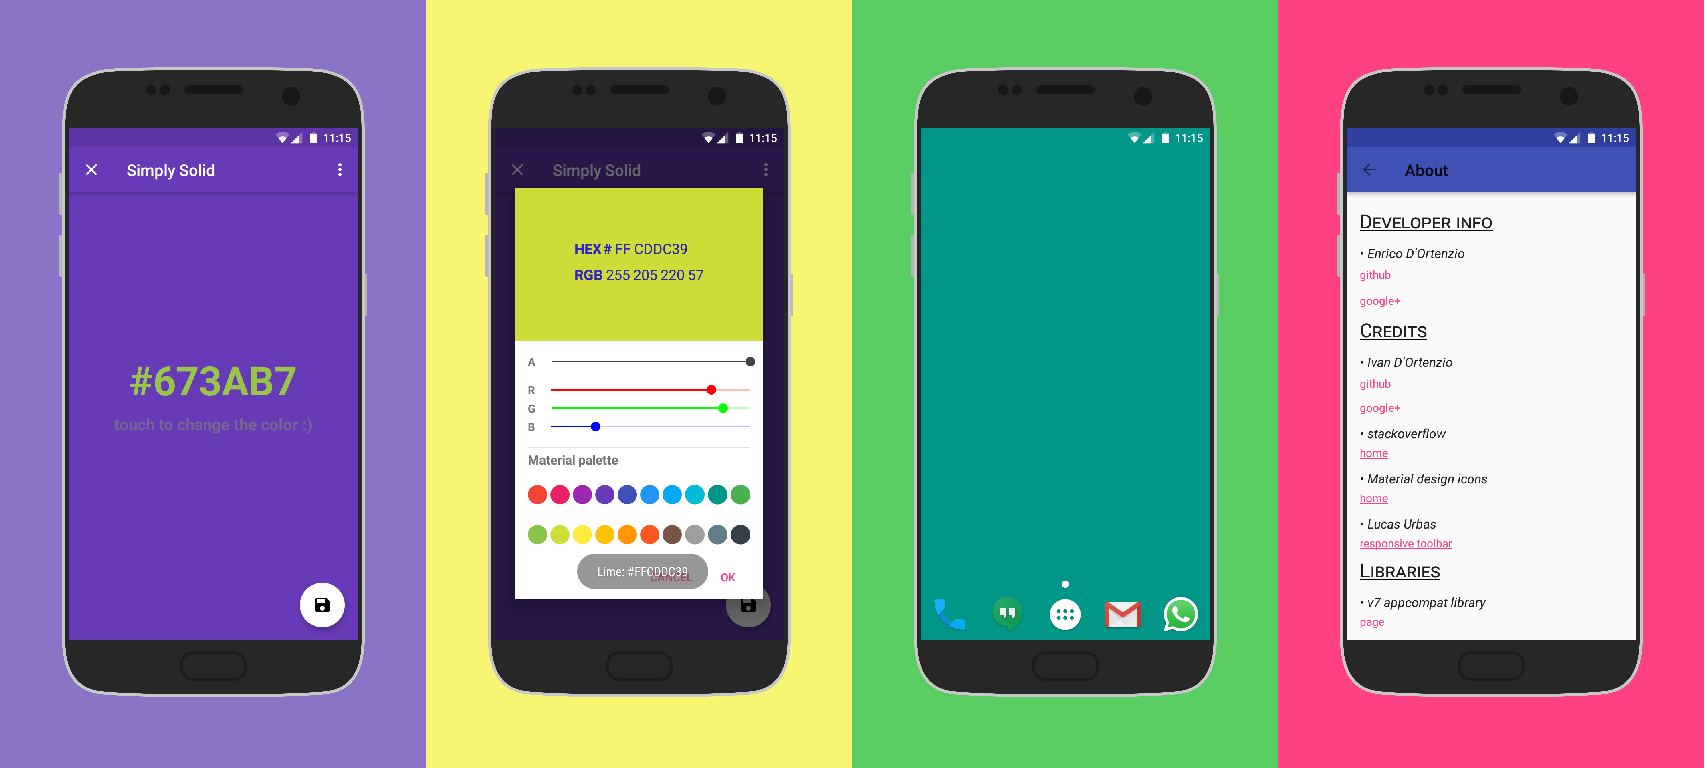 11:15
Simply Solid
#673AB7
touch to change the color :)
11:15
Simply Solid
HEX # FF CDDC39
RGB 255 205 220 57
A
R
G
B
Material palette
Lime: #FFCDDC39
CANCEL
OK
11:15
11:15
About
DEVELOPER INFO
• Enrico D'Ortenzio
github
google+
CREDITS
• Ivan D'Ortenzio
github
google+
• stackoverflow
home
• Material design icons
home
• Lucas Urbas
responsive toolbar
LIBRARIES
• v7 appcompat library
page